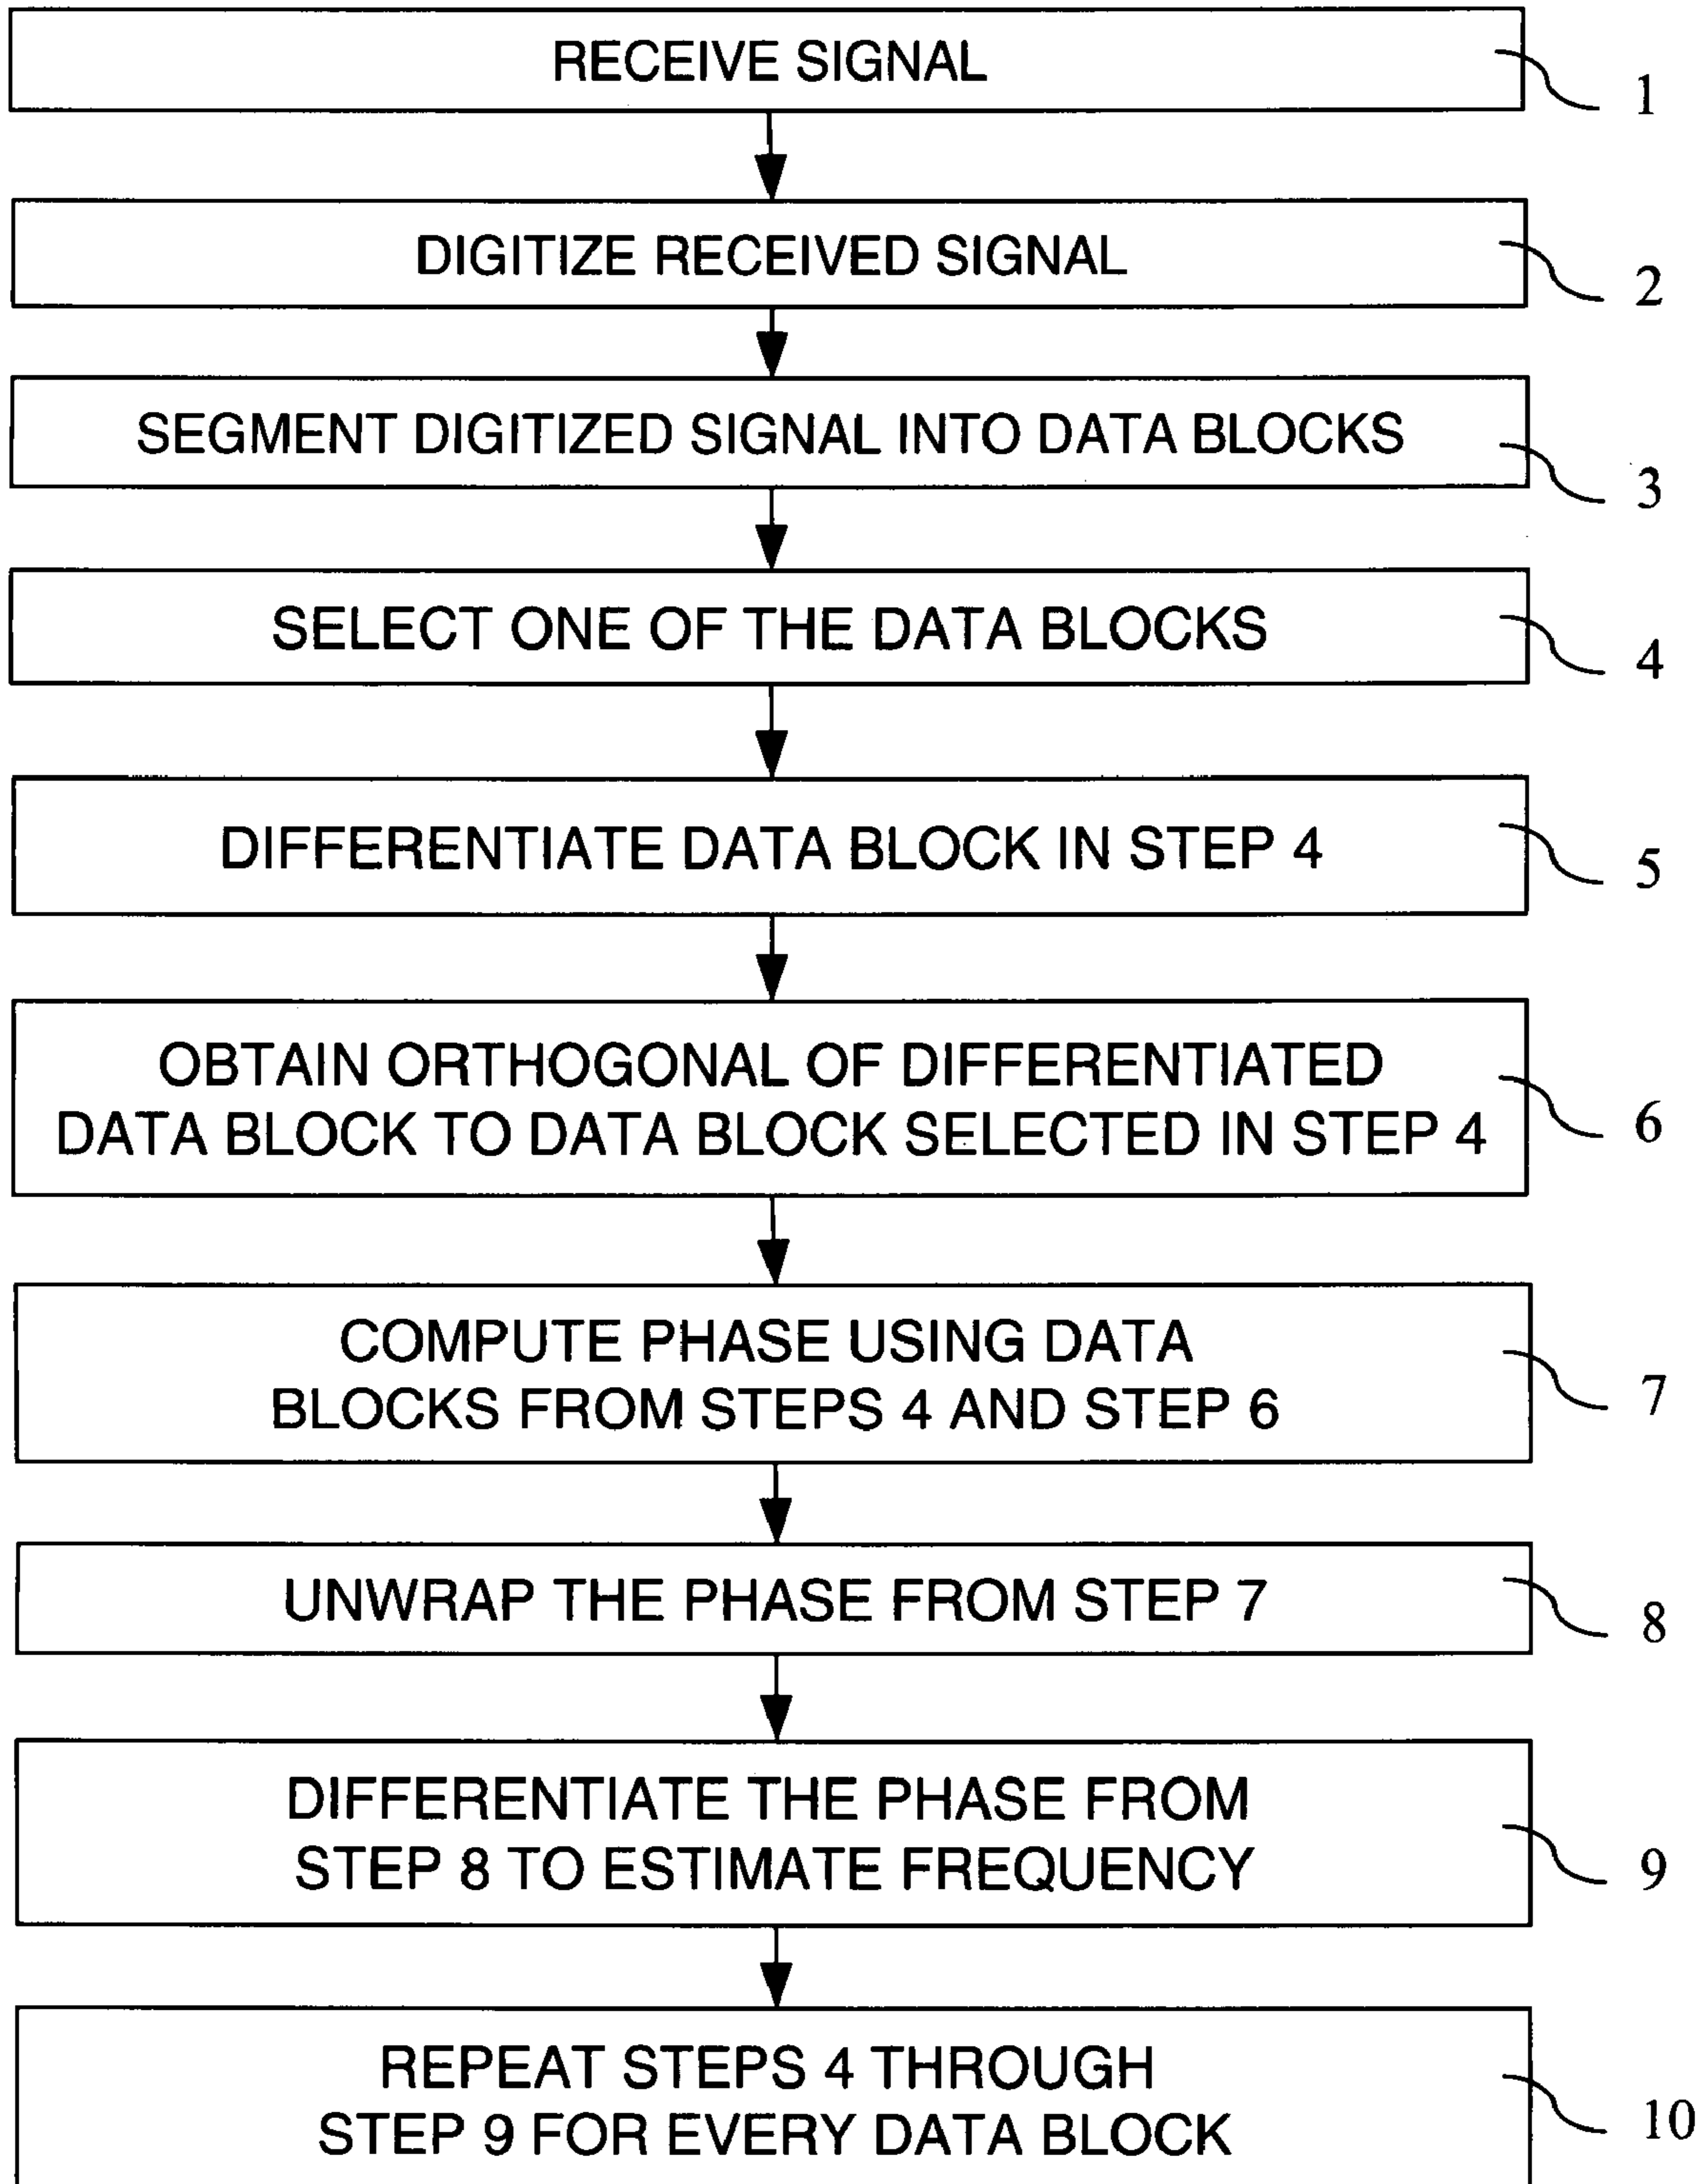 RECEIVE SIGNAL
1
DIGITIZE RECEIVED SIGNAL
2
SEGMENT DIGITIZED SIGNAL INTO DATA BLOCKS
3
SELECT ONE OF THE DATA BLOCKS
4
DIFFERENTIATE DATA BLOCK IN STEP 4
5
OBTAIN ORTHOGONAL OF DIFFERENTIATED
DATA BLOCK TO DATA BLOCK SELECTED IN STEP 4
6
COMPUTE PHASE USING DATA
BLOCKS FROM STEPS 4 AND STEP 6
7
UNWRAP THE PHASE FROM STEP 7
8
DIFFERENTIATE THE PHASE FROM
STEP 8 TO ESTIMATE FREQUENCY
9
REPEAT STEPS 4 THROUGH
STEP 9 FOR EVERY DATA BLOCK
10